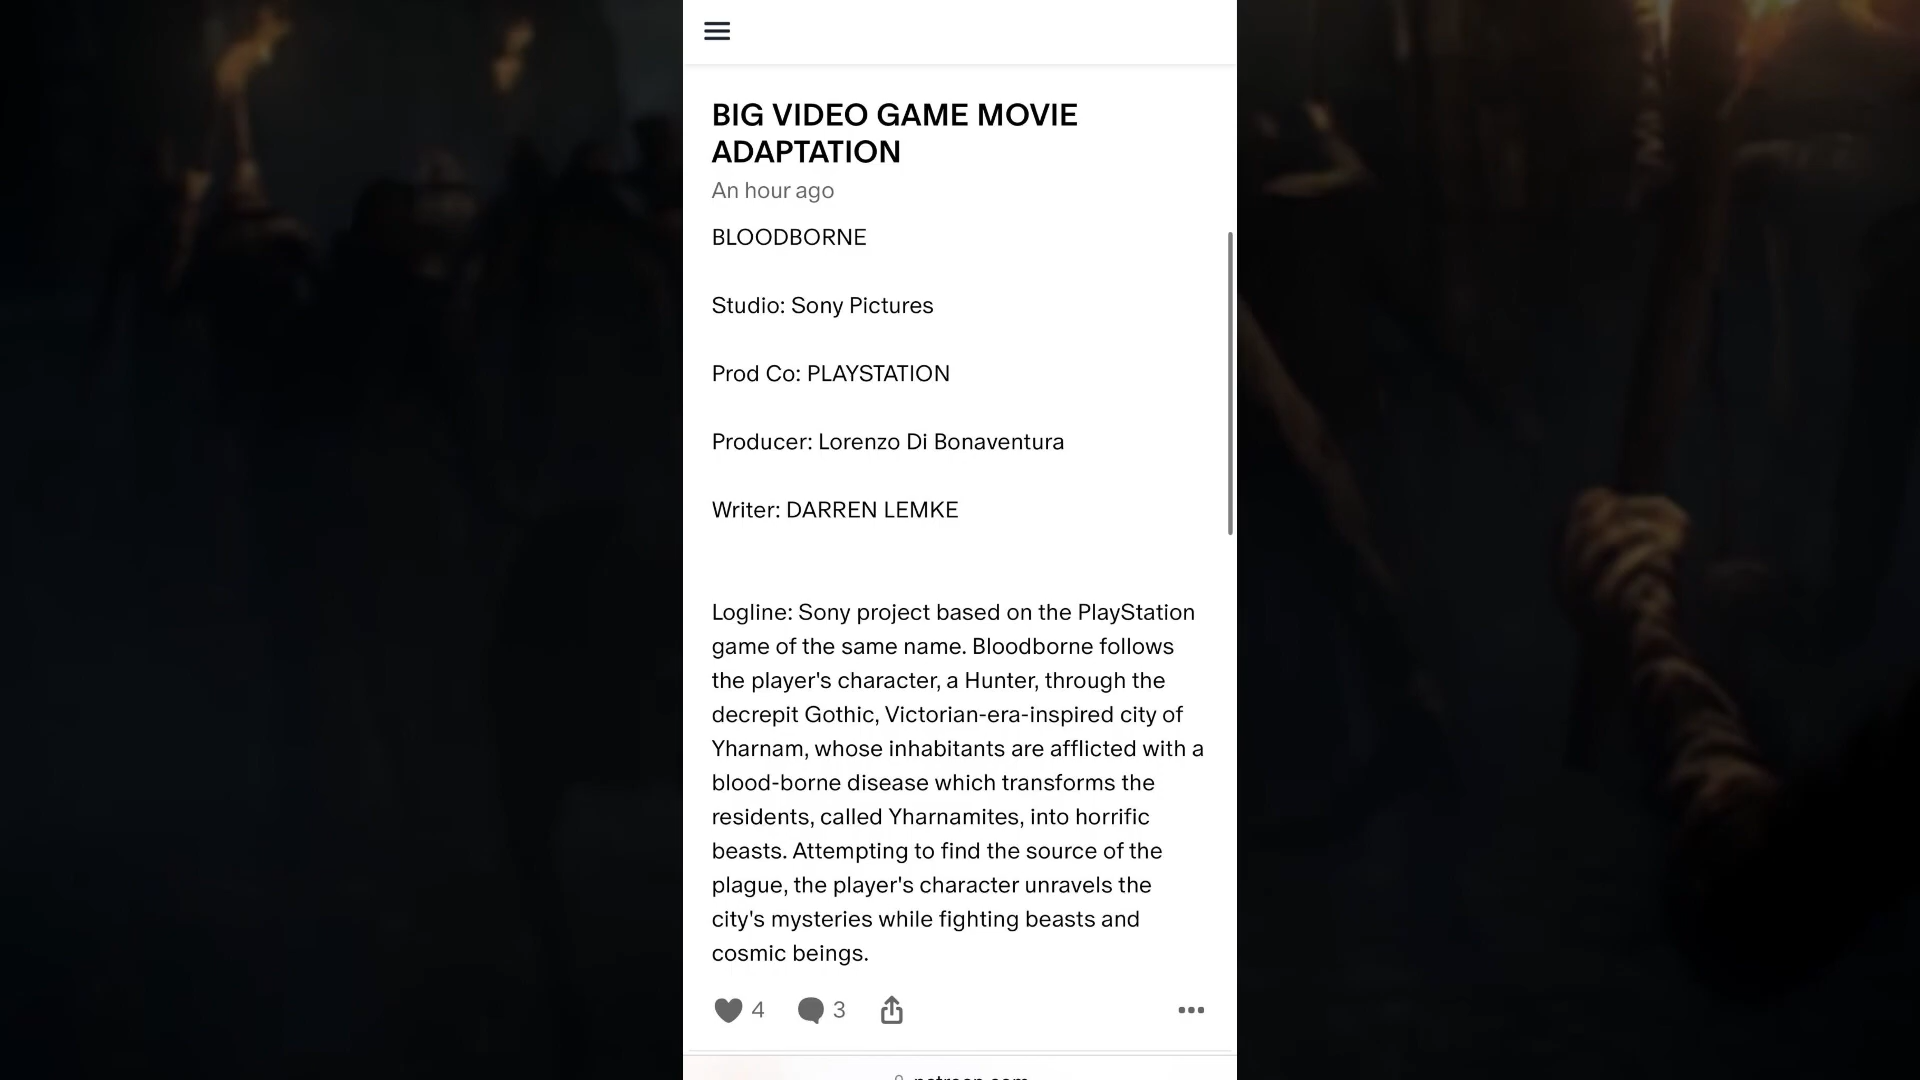 BIG VIDEO GAME MOVIE
ADAPTATION
An hour ago
BLOODBORNE
Studio: Sony Pictures
Prod Co: PLAYSTATION
Producer: Lorenzo Di Bonaventura
Writer: DARREN LEMKE
Logline: Sony project based on the PlayStation
game of the same name. Bloodborne follows
the player's character, a Hunter, through the
decrepit Gothic, Victorian-era-inspired city of
Yharnam, whose inhabitants are afflicted with a
blood-borne disease which transforms the
residents, called Yharnamites, into horrific
beasts. Attempting to find the source of the
plague, the player's character unravels the
city's mysteries while fighting beasts and
cosmic beings.
4 3
patreon.com